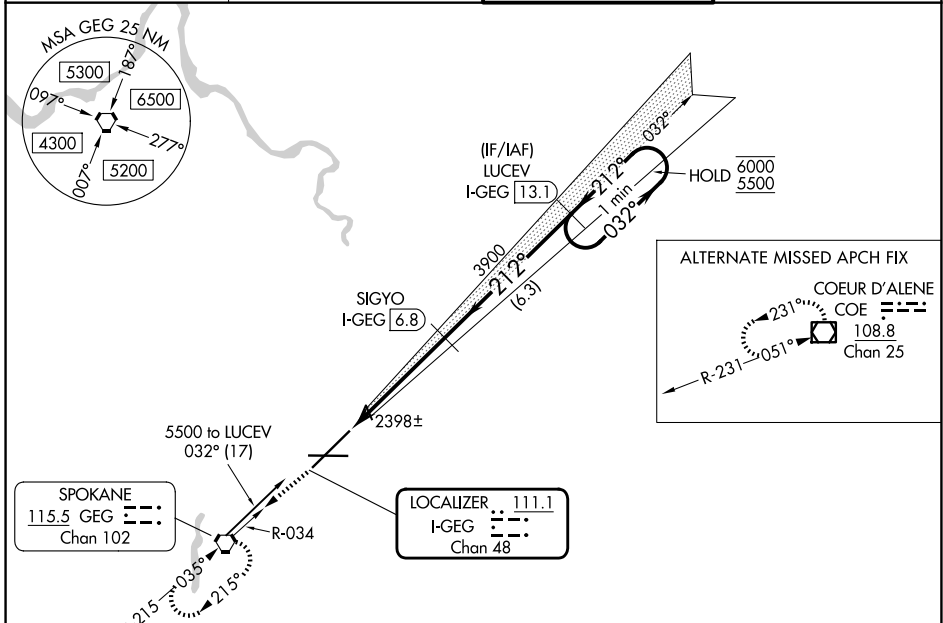 MSA GEG 25 NM
5300
187°
097°
6500
4300
277°
007°
5200
(IF/IAF)
LUCEV
I-GEG 13.1
032°
212°
1 min
032°
HOLD 6000
5500
3900
212°
(6.3)
SIGYO
I-GEG 6.8
ALTERNATE MISSED APCH FIX
COEUR D'ALENE
COE
108.8
Chan 25
231°
R-231
051°
2398±
5500 to LUCEV
032° (17)
SPOKANE
115.5 GEG
Chan 102
R-034
LOCALIZER 111.1
I-GEG
Chan 48
035°
215°
215